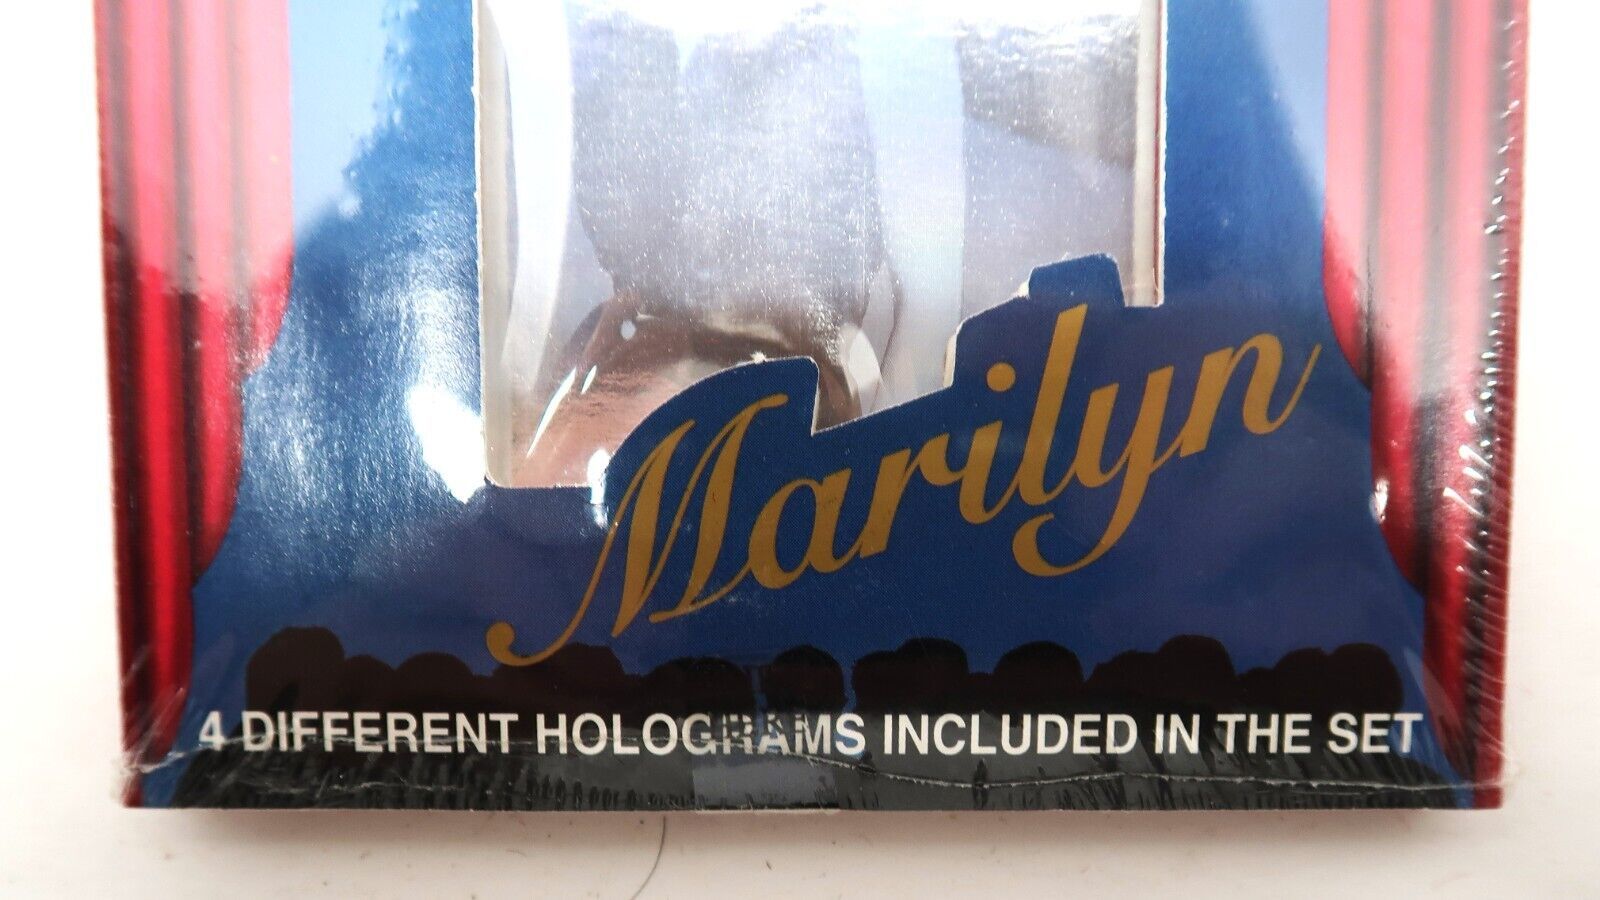 Marilyn
4 DIFFERENT HOLOGRAMS INCLUDED IN THE SET